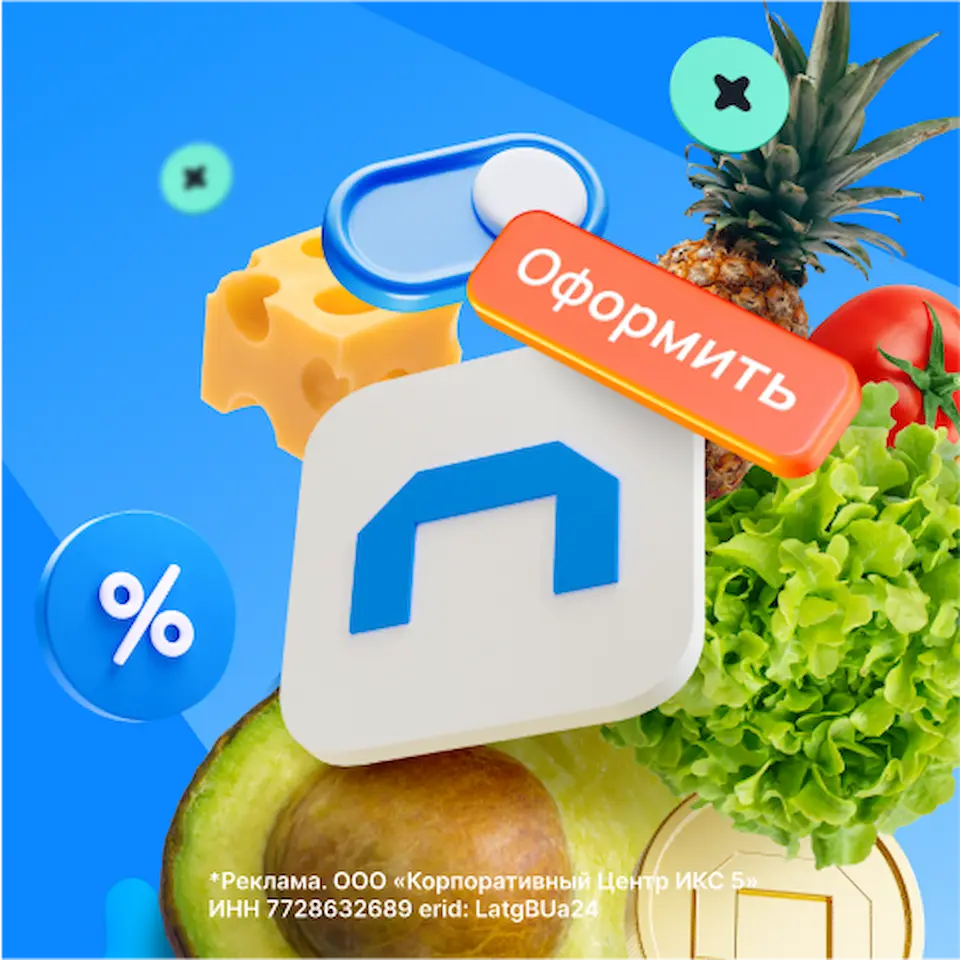 Оформить
%
*Реклама. ООО «Корпоративный Центр ИКС 5»
ИНН 7728632689 erid: LatgBUa24